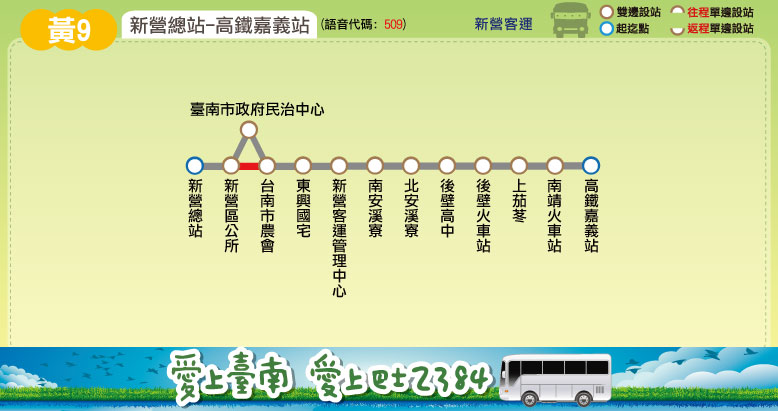 黃9
新營總站-高鐵嘉義站
(語音代碼：509)
新營客運
雙邊設站
起迄點
往程單邊設站
返程單邊設站
臺南市政府民治中心
新營總站
新營區公所
台南市農會
東興國宅
新營客運管理中心
南安溪寮
北安溪寮
後壁高中
後壁火車站
上茄苳
南靖火車站
高鐵嘉義站
愛上臺南 愛上巴士2384